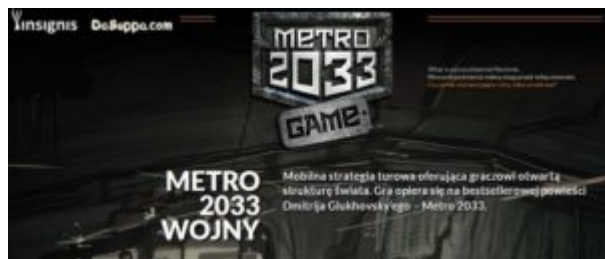 insignis DaSuppa.com
METRO
2033
GAME
METRO
2033
WOJNY
Mobilna strategia turowa oferująca graczowi otwartą
strukturę świata. Gra opiera się na bestsellerowej powieści
Dmitrija Glukhovsky'ego - Metro 2033.